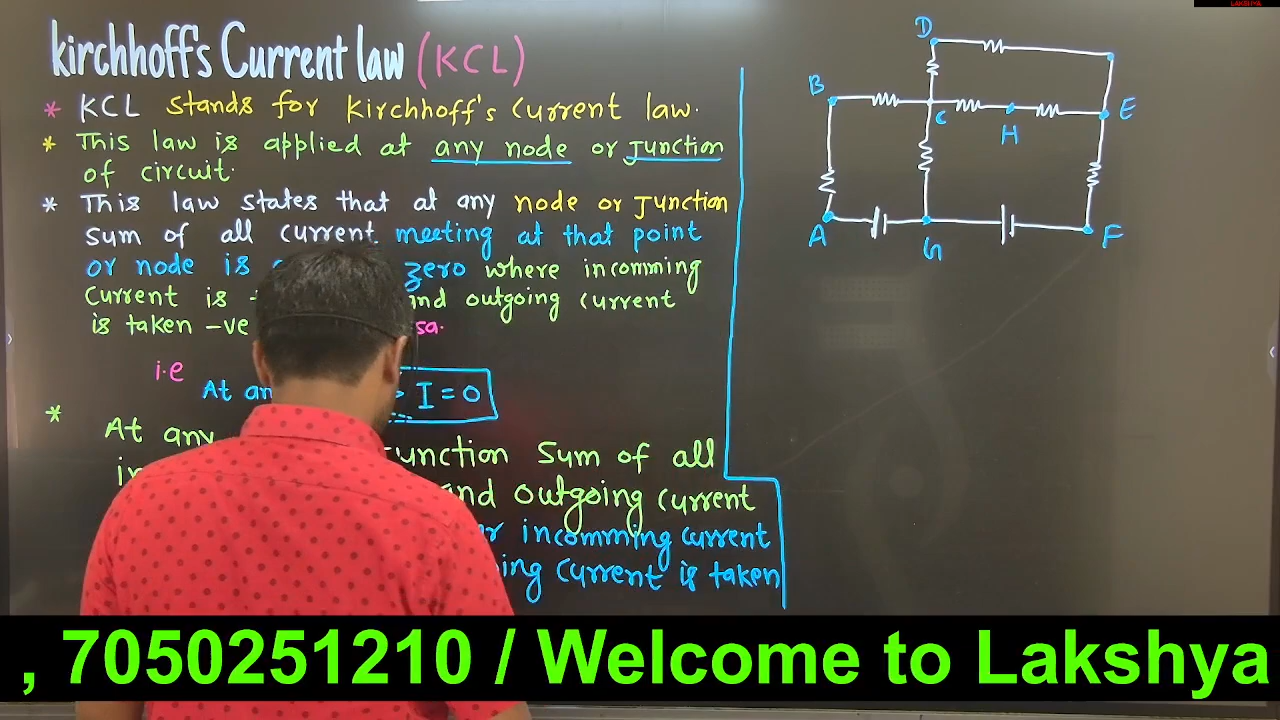 LAKSHYA
kirchhoff's Current law (KCL)
* KCL stands for Kirchhoff's Current law.
* This law is applied at any node or Junction
of circuit.
* This law states that at any node or Junction
sum of all current meeting at that point
or node is zero where incomming
current is and outgoing current
is taken -ve sa.
i.e
At an I = 0
*
At any unction Sum of all
in and outgoing current
r incomming current
ing current is taken
D
B
C
H
E
A
G
F
, 7050251210 / Welcome to Lakshya